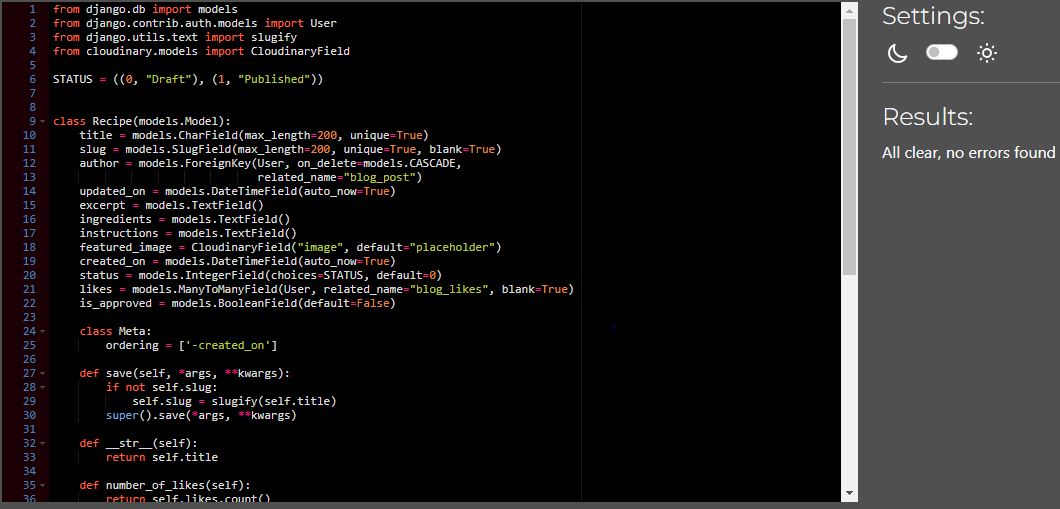 1 from django.db import models
2 from django.contrib.auth.models import User
3 from django.utils.text import slugify
4 from cloudinary.models import CloudinaryField
5
6 STATUS = ((0, "Draft"), (1, "Published"))
7
8
9 class Recipe(models.Model):
10     title = models.CharField(max_length=200, unique=True)
11     slug = models.SlugField(max_length=200, unique=True, blank=True)
12     author = models.ForeignKey(User, on_delete=models.CASCADE,
13                                related_name="blog_post")
14     updated_on = models.DateTimeField(auto_now=True)
15     excerpt = models.TextField()
16     ingredients = models.TextField()
17     instructions = models.TextField()
18     featured_image = CloudinaryField("image", default="placeholder")
19     created_on = models.DateTimeField(auto_now=True)
20     status = models.IntegerField(choices=STATUS, default=0)
21     likes = models.ManyToManyField(User, related_name="blog_likes", blank=True)
22     is_approved = models.BooleanField(default=False)
23
24     class Meta:
25         ordering = ['-created_on']
26
27     def save(self, *args, **kwargs):
28         if not self.slug:
29             self.slug = slugify(self.title)
30         super().save(*args, **kwargs)
31
32     def __str__(self):
33         return self.title
34
35     def number_of_likes(self):
36         return self.likes.count()
Settings:
Results:
All clear, no errors found